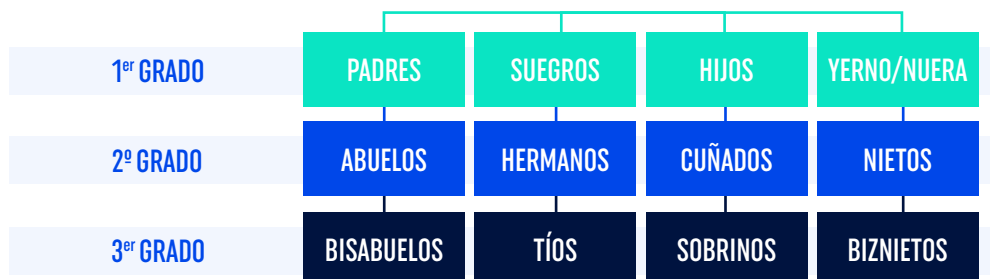 1er GRADO PADRES SUEGROS HIJOS YERNO/NUERA
2º GRADO ABUELOS HERMANOS CUÑADOS NIETOS
3er GRADO BISABUELOS TÍOS SOBRINOS BIZNIETOS